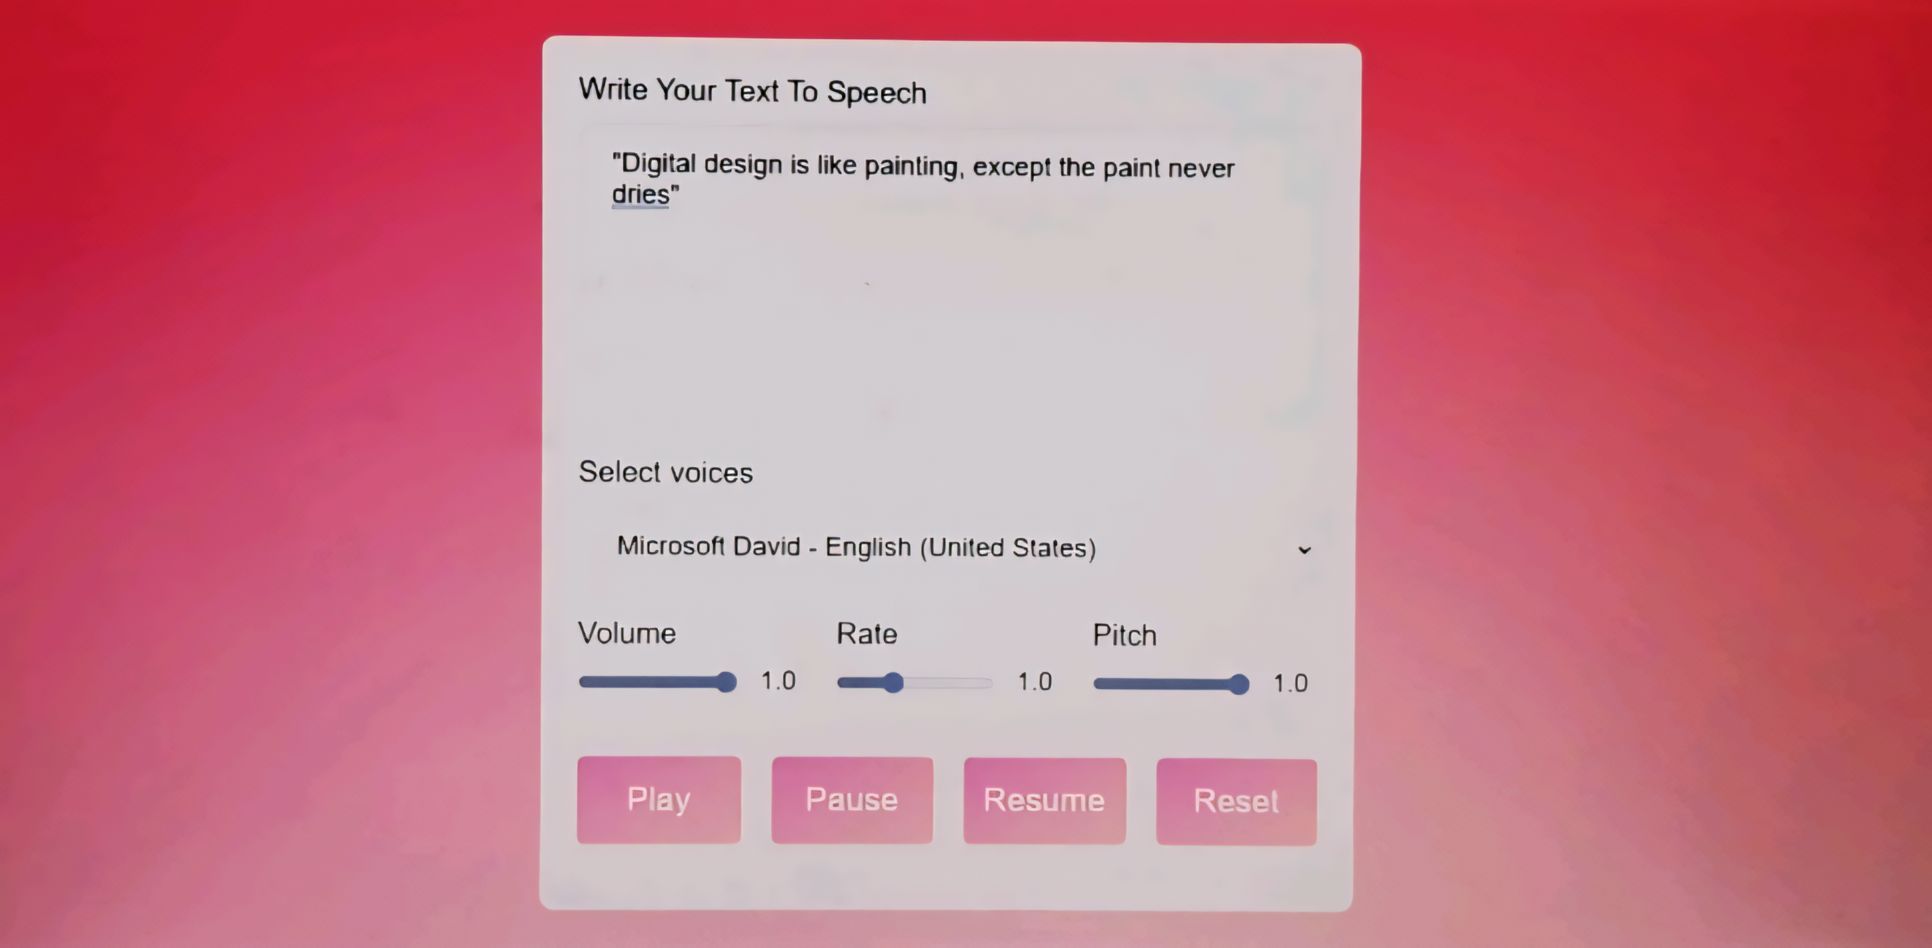 Write Your Text To Speech
"Digital design is like painting, except the paint never
dries"
Select voices
Microsoft David - English (United States)
Volume
Rate
Pitch
1.0
1.0
1.0
Play
Pause
Resume
Reset